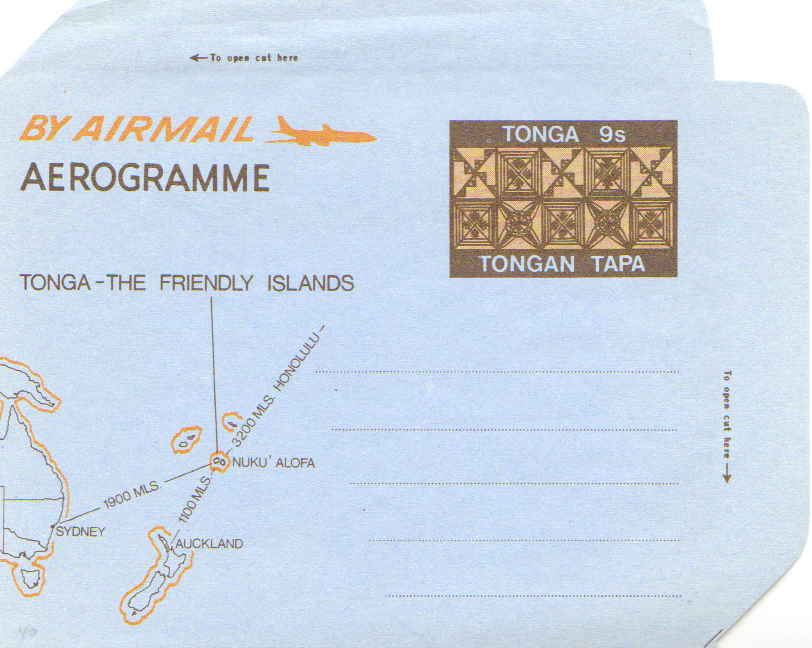 To open cut here
BY AIRMAIL
AEROGRAMME
TONGA 9s
TONGAN TAPA
TONGA - THE FRIENDLY ISLANDS
3200 MLS. HONOLULU -
NUKU' ALOFA
1900 MLS.
1100 MLS.
SYDNEY
AUCKLAND
To open cut here